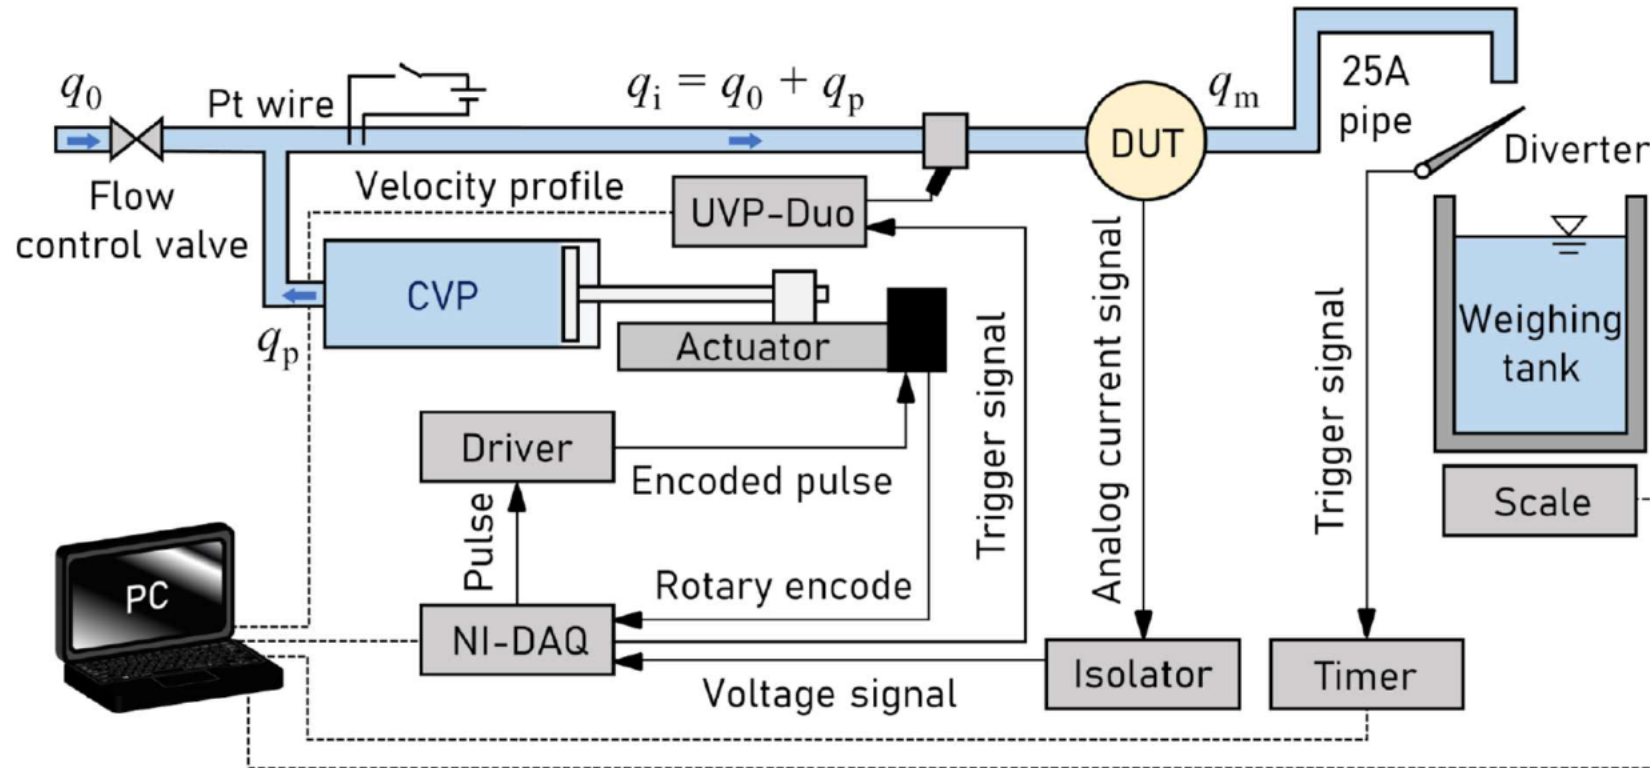 q0
Pt wire
qi = q0 + qp
qm
25A
pipe
DUT
Diverter
Flow
control valve
Velocity profile
UVP-Duo
CVP
qp
Actuator
Trigger signal
Analog current signal
Trigger signal
Weighing
tank
Driver
Encoded pulse
Scale
Pulse
PC
Rotary encode
NI-DAQ
Voltage signal
Isolator
Timer